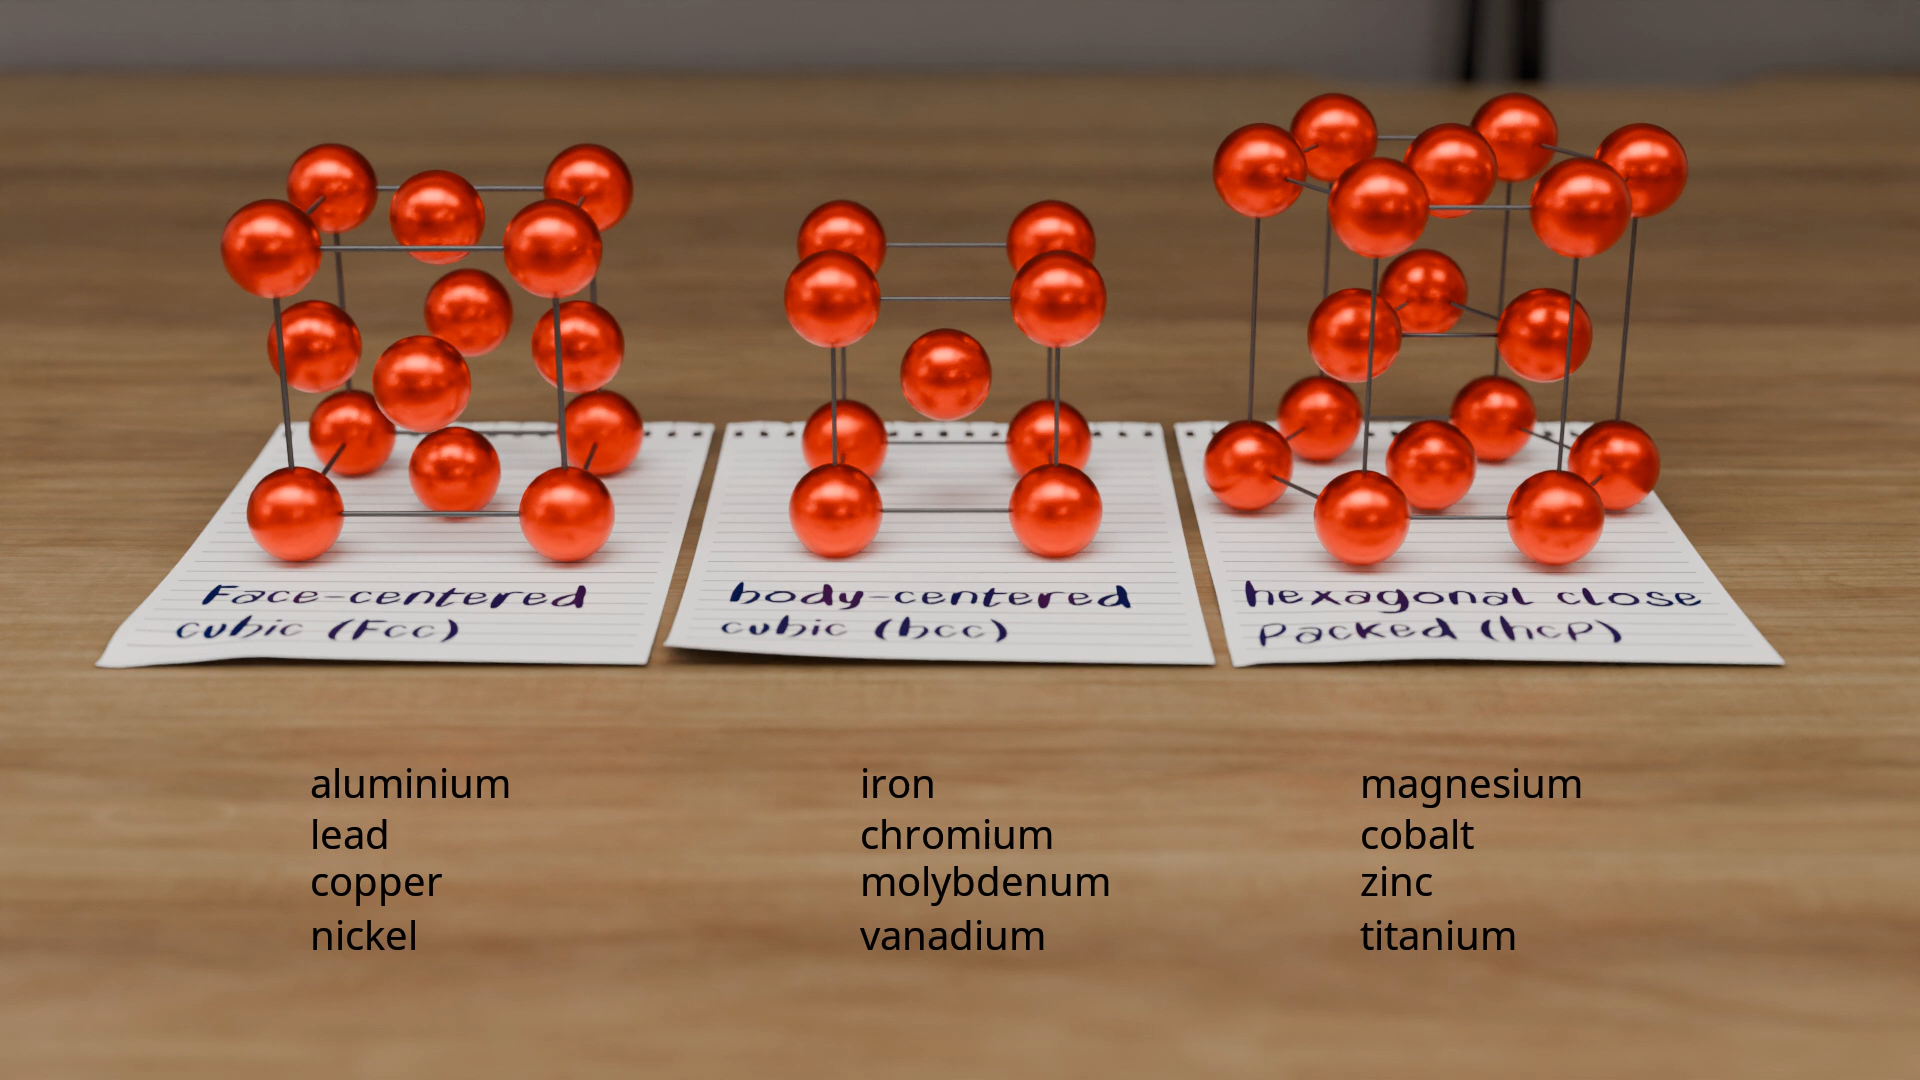 Face-centered
cubic (Fcc)
body-centered
cubic (bcc)
hexagonal close
Packed (hcp)
aluminium
lead
copper
nickel
iron
chromium
molybdenum
vanadium
magnesium
cobalt
zinc
titanium